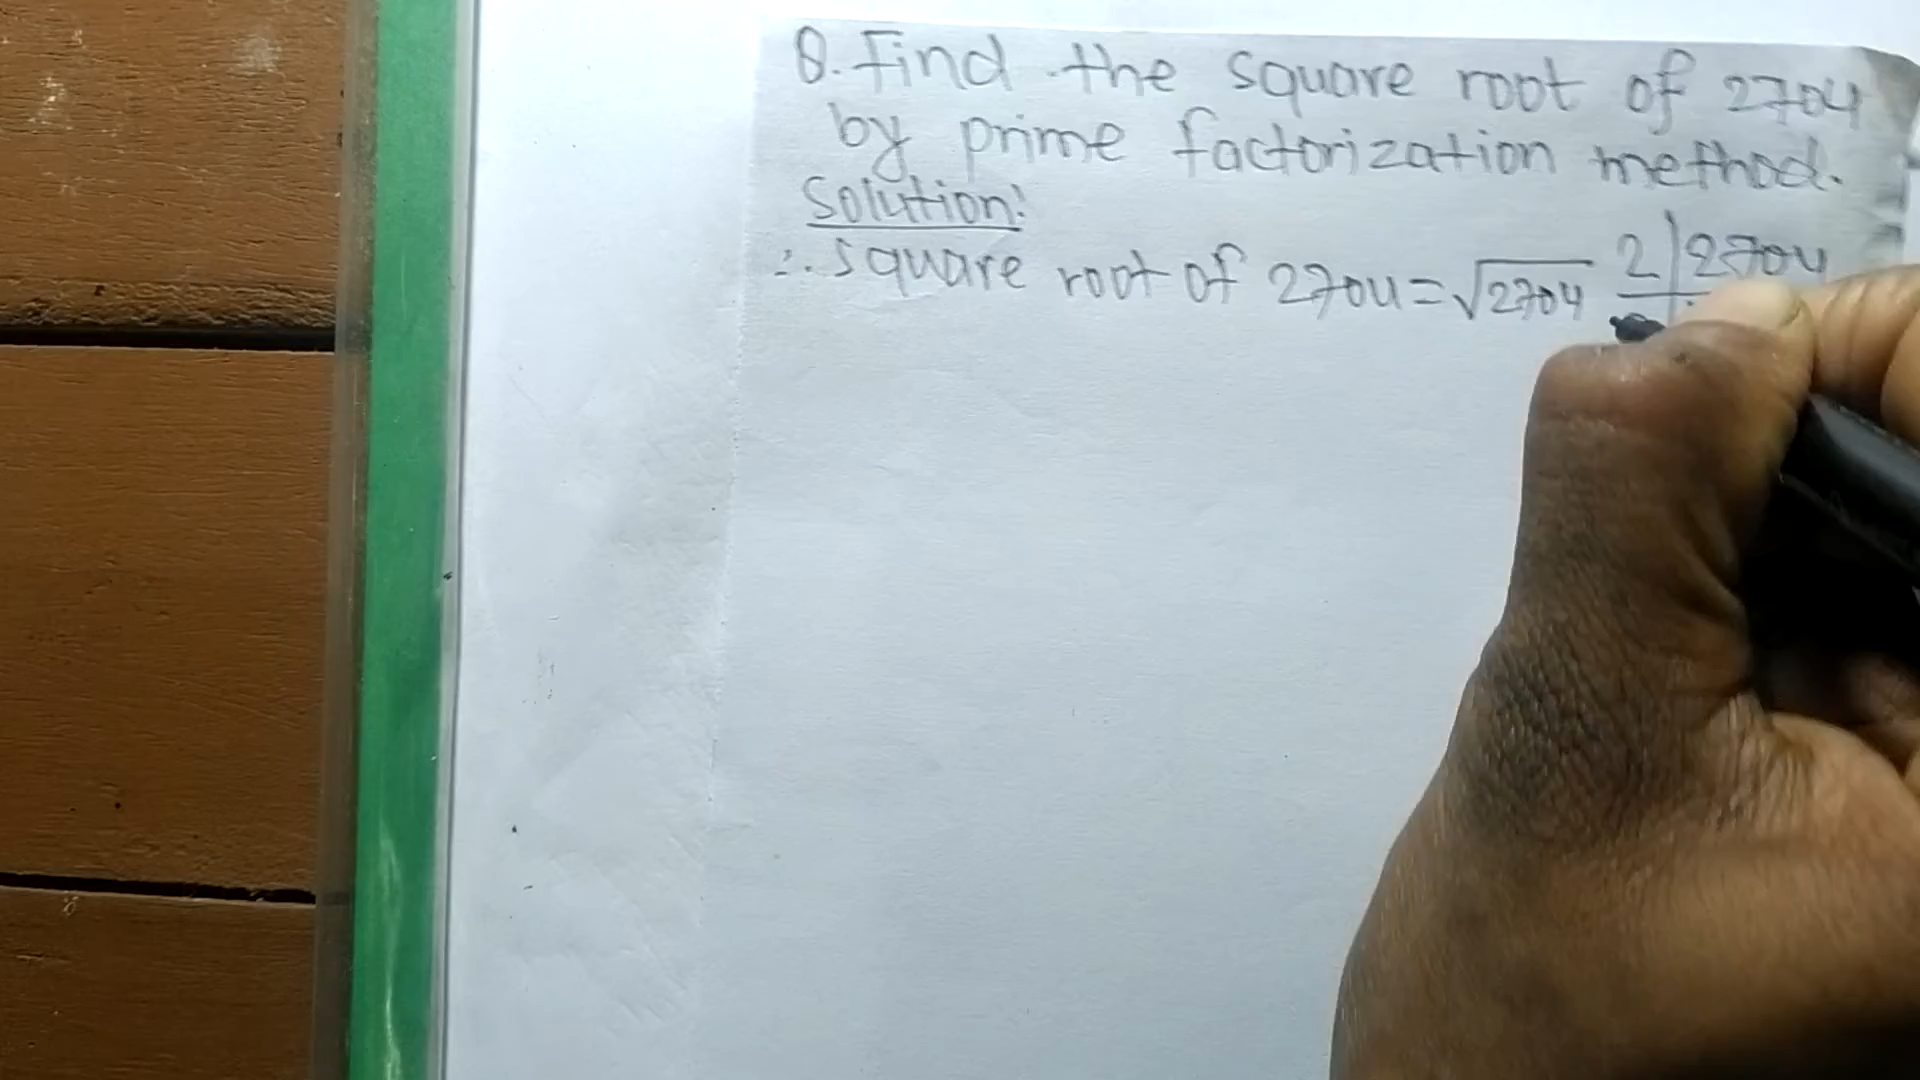 Q. Find the square root of 2704
by prime factorization method.
Solution:
∴ square root of 2704 = √2704 2|2704